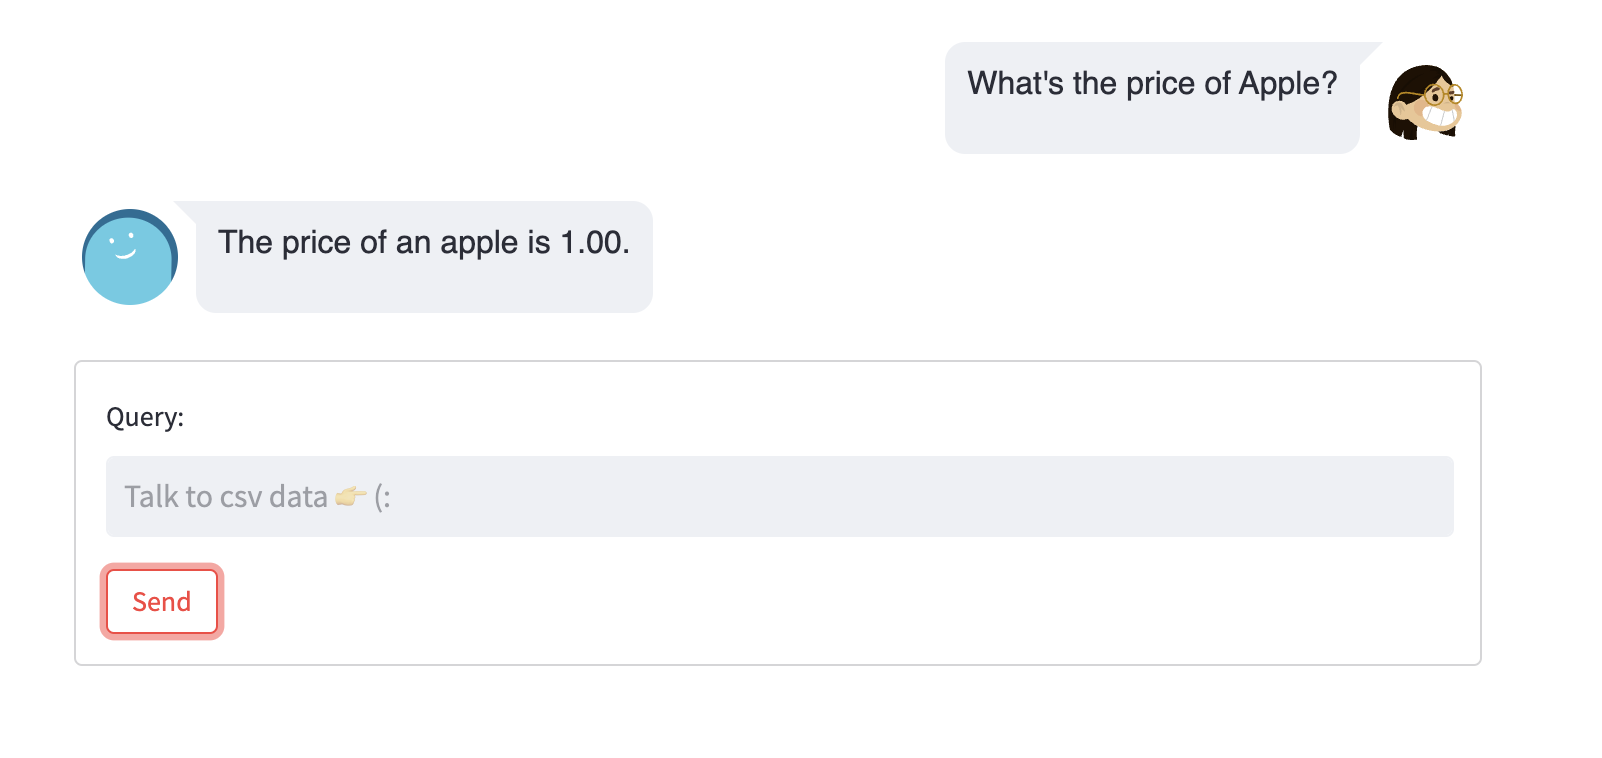 What's the price of Apple?
The price of an apple is 1.00.
Query:
Talk to csv data 👉 (:
Send